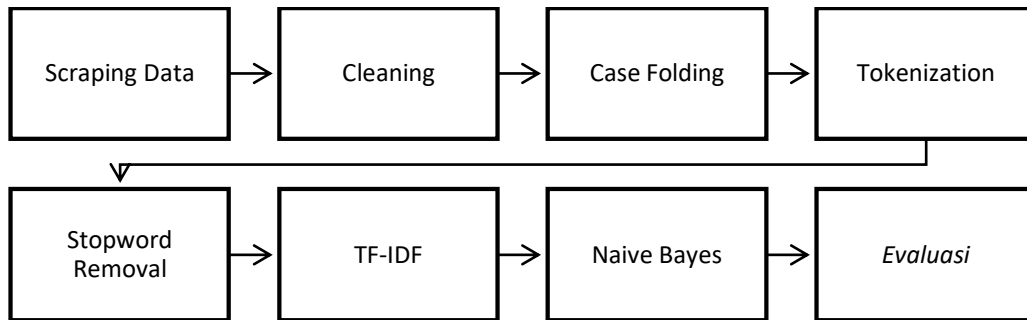 Scraping Data
Cleaning
Case Folding
Tokenization
Stopword
Removal
TF-IDF
Naive Bayes
Evaluasi